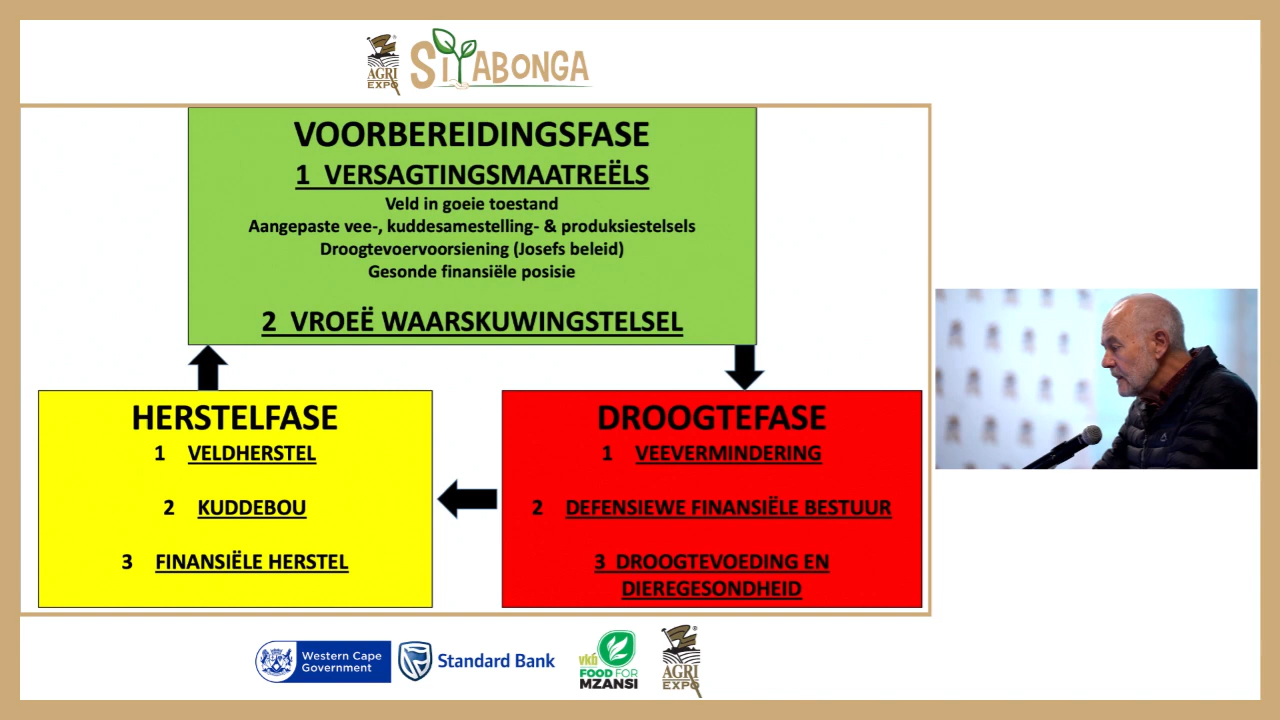 AGRI
EXPO
SIYABONGA
VOORBEREIDINGSFASE
1 VERSAGTINGSMAATREËLS
Veld in goeie toestand
Aangepaste vee-, kuddesamestelling- & produksiestelsels
Droogtevoervoorsiening (Josefs beleid)
Gesonde finansiële posisie
2 VROEË WAARSKUWINGSTELSEL
HERSTELFASE
1 VELDHERSTEL
2 KUDDEBOU
3 FINANSIËLE HERSTEL
DROOGTEFASE
1 VEEVERMINDERING
2 DEFENSIEWE FINANSIËLE BESTUUR
3 DROOGTEVOEDING EN
DIEREGESONDHEID
Western Cape
Government
Standard Bank
vkb
FOOD FOR
MZANSI
AGRI
EXPO